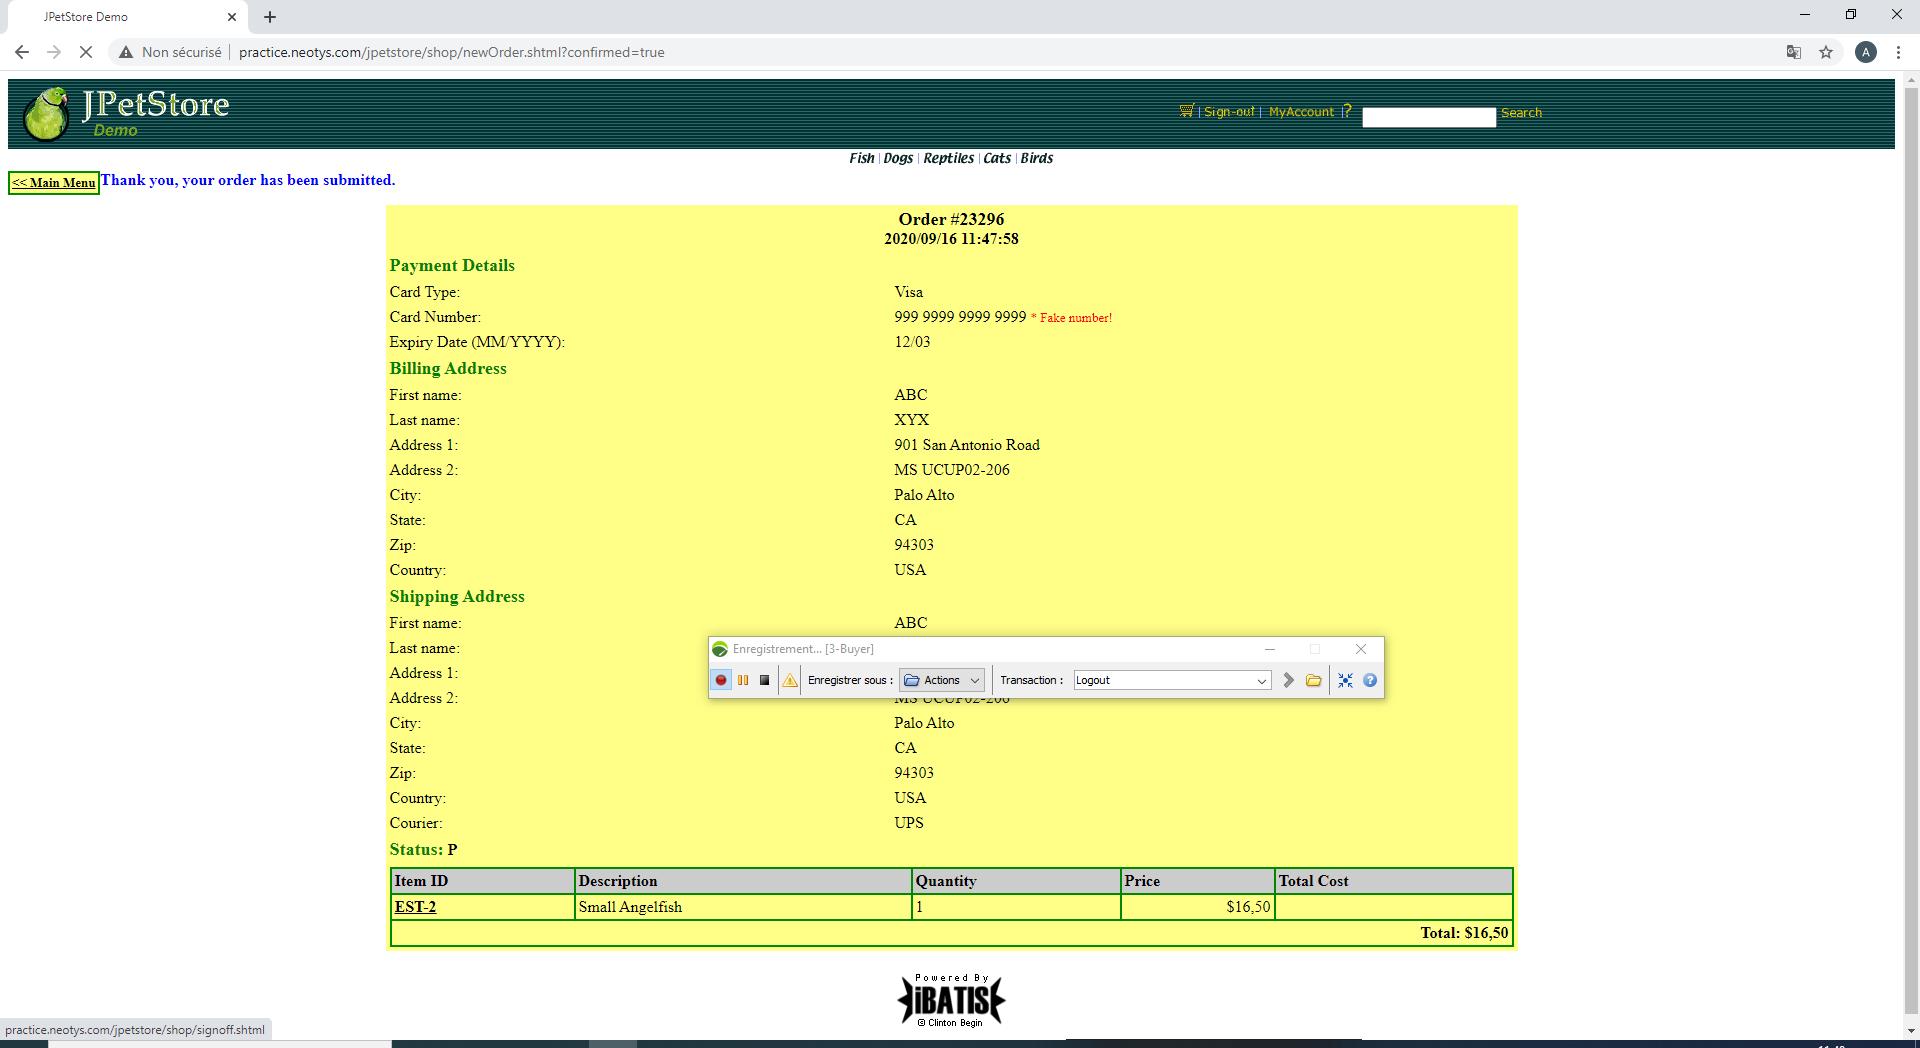 JPetStore Demo
Non sécurisé practice.neotys.com/jpetstore/shop/newOrder.shtml?confirmed=true A
JPetStore
Demo
| Sign-out | MyAccount | ? Search
Fish | Dogs | Reptiles | Cats | Birds
<< Main Menu Thank you, your order has been submitted.
Order #23296
2020/09/16 11:47:58
Payment Details
Card Type: Visa
Card Number: 999 9999 9999 9999 * Fake number!
Expiry Date (MM/YYYY): 12/03
Billing Address
First name: ABC
Last name: XYX
Address 1: 901 San Antonio Road
Address 2: MS UCUP02-206
City: Palo Alto
State: CA
Zip: 94303
Country: USA
Shipping Address
First name: ABC
Last name:
Enregistrement... [3-Buyer]
Address 1:
Enregistrer sous : Actions Transaction : Logout
Address 2: MS UCUP02-206
City: Palo Alto
State: CA
Zip: 94303
Country: USA
Courier: UPS
Status: P
Item ID Description Quantity Price Total Cost
EST-2 Small Angelfish 1 $16,50
Total: $16,50
Powered By
iBATIS
© Clinton Begin
practice.neotys.com/jpetstore/shop/signoff.shtml